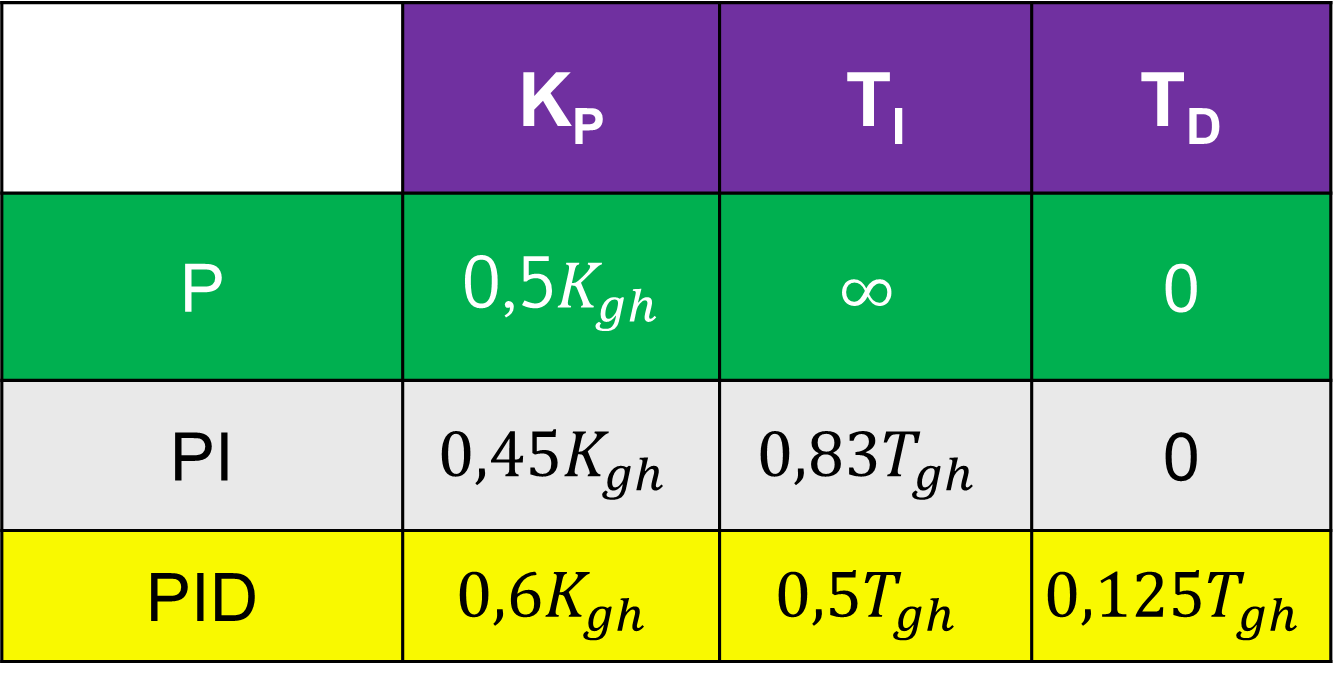 K_P T_I T_D
P 0,5K_gh ∞ 0
PI 0,45K_gh 0,83T_gh 0
PID 0,6K_gh 0,5T_gh 0,125T_gh